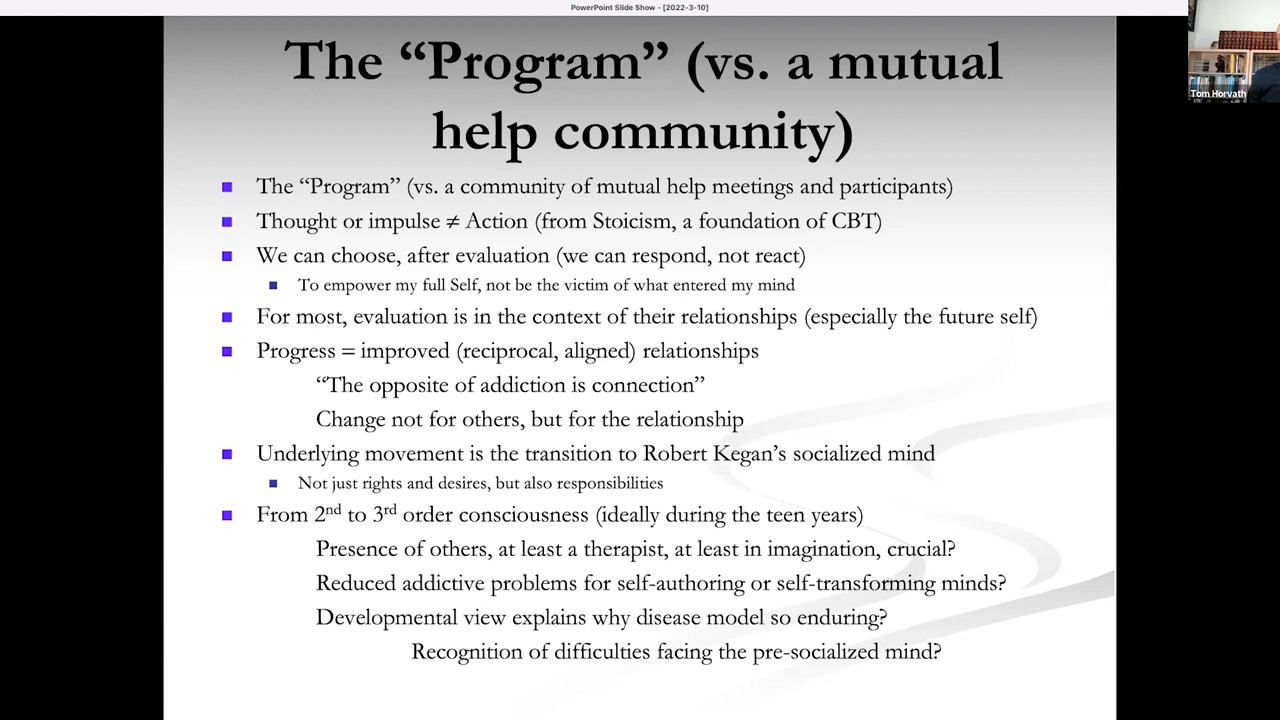 PowerPoint Slide Show - [2022-3-10]
The “Program” (vs. a mutual
help community)
Tom Horvath
The “Program” (vs. a community of mutual help meetings and participants)
Thought or impulse ≠ Action (from Stoicism, a foundation of CBT)
We can choose, after evaluation (we can respond, not react)
To empower my full Self, not be the victim of what entered my mind
For most, evaluation is in the context of their relationships (especially the future self)
Progress = improved (reciprocal, aligned) relationships
“The opposite of addiction is connection”
Change not for others, but for the relationship
Underlying movement is the transition to Robert Kegan’s socialized mind
Not just rights and desires, but also responsibilities
From 2nd to 3rd order consciousness (ideally during the teen years)
Presence of others, at least a therapist, at least in imagination, crucial?
Reduced addictive problems for self-authoring or self-transforming minds?
Developmental view explains why disease model so enduring?
Recognition of difficulties facing the pre-socialized mind?